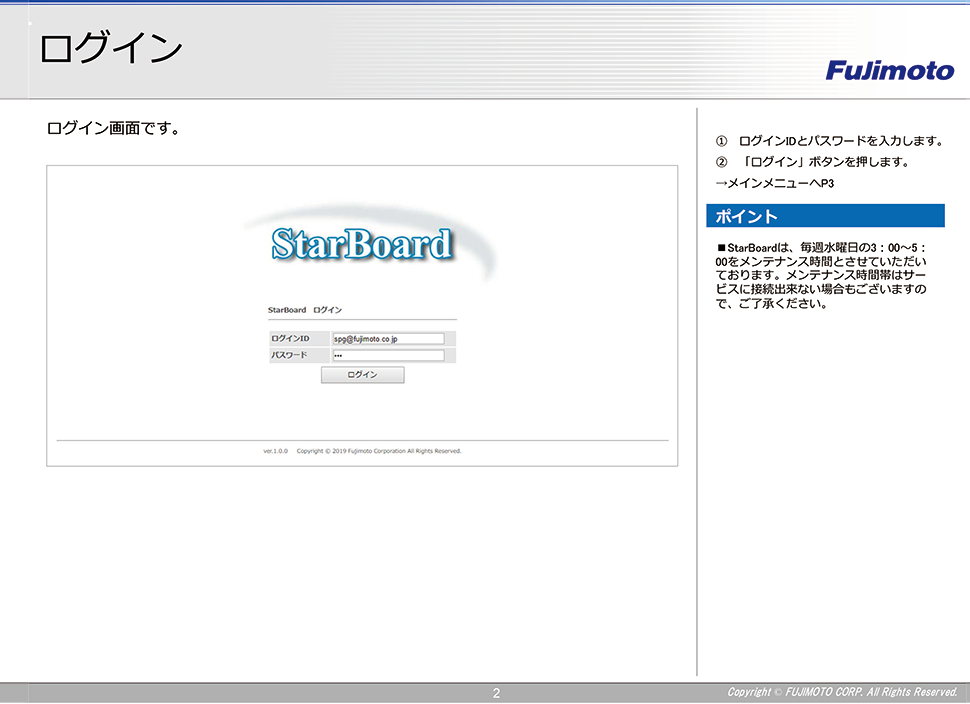 ログイン
Fujimoto
ログイン画面です。
StarBoard
StarBoard ログイン
ログインID spg@fujimoto.co.jp
パスワード •••
ログイン
ver.1.0.0 Copyright © 2019 Fujimoto Corporation All Rights Reserved.
① ログインIDとパスワードを入力します。
② 「ログイン」ボタンを押します。
→メインメニューへP3
ポイント
■StarBoardは、毎週水曜日の3：00～5：
00をメンテナンス時間とさせていただい
ております。メンテナンス時間帯はサー
ビスに接続出来ない場合もございますの
で、ご了承ください。
2
Copyright © FUJIMOTO CORP. All Rights Reserved.